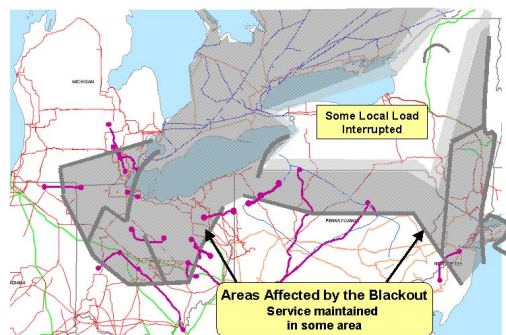 MICHIGAN
Some Local Load
Interrupted
PENNSYLVANIA
Areas Affected by the Blackout
Service maintained
in some area